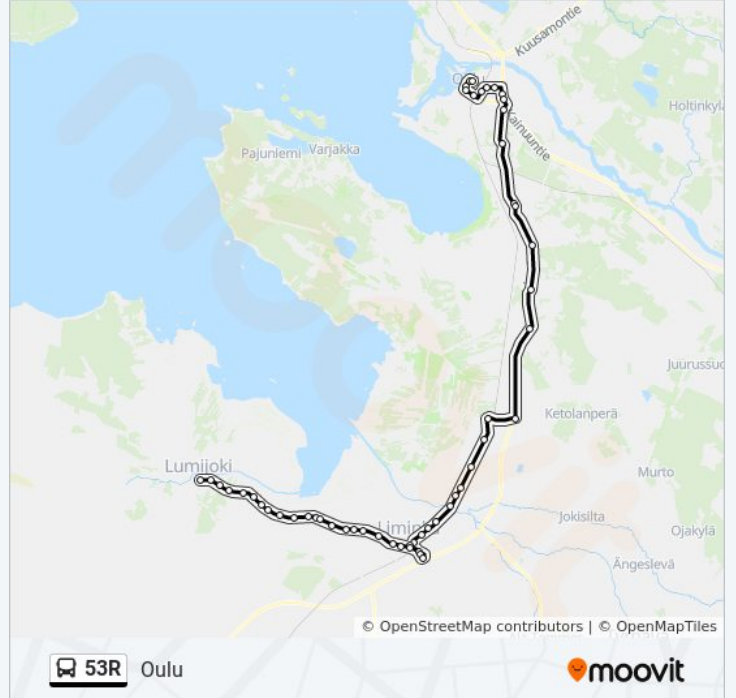 Kuusamontie
Holtinkylä
Kainuuntie
Pajuniemi
Varjakka
Juurussuo
Ketolanperä
Lumijoki
Murto
Jokisilta
Liminka
Ojakylä
Ängeslevä
© OpenStreetMap contributors | © OpenMapTiles
53R Oulu
moovit